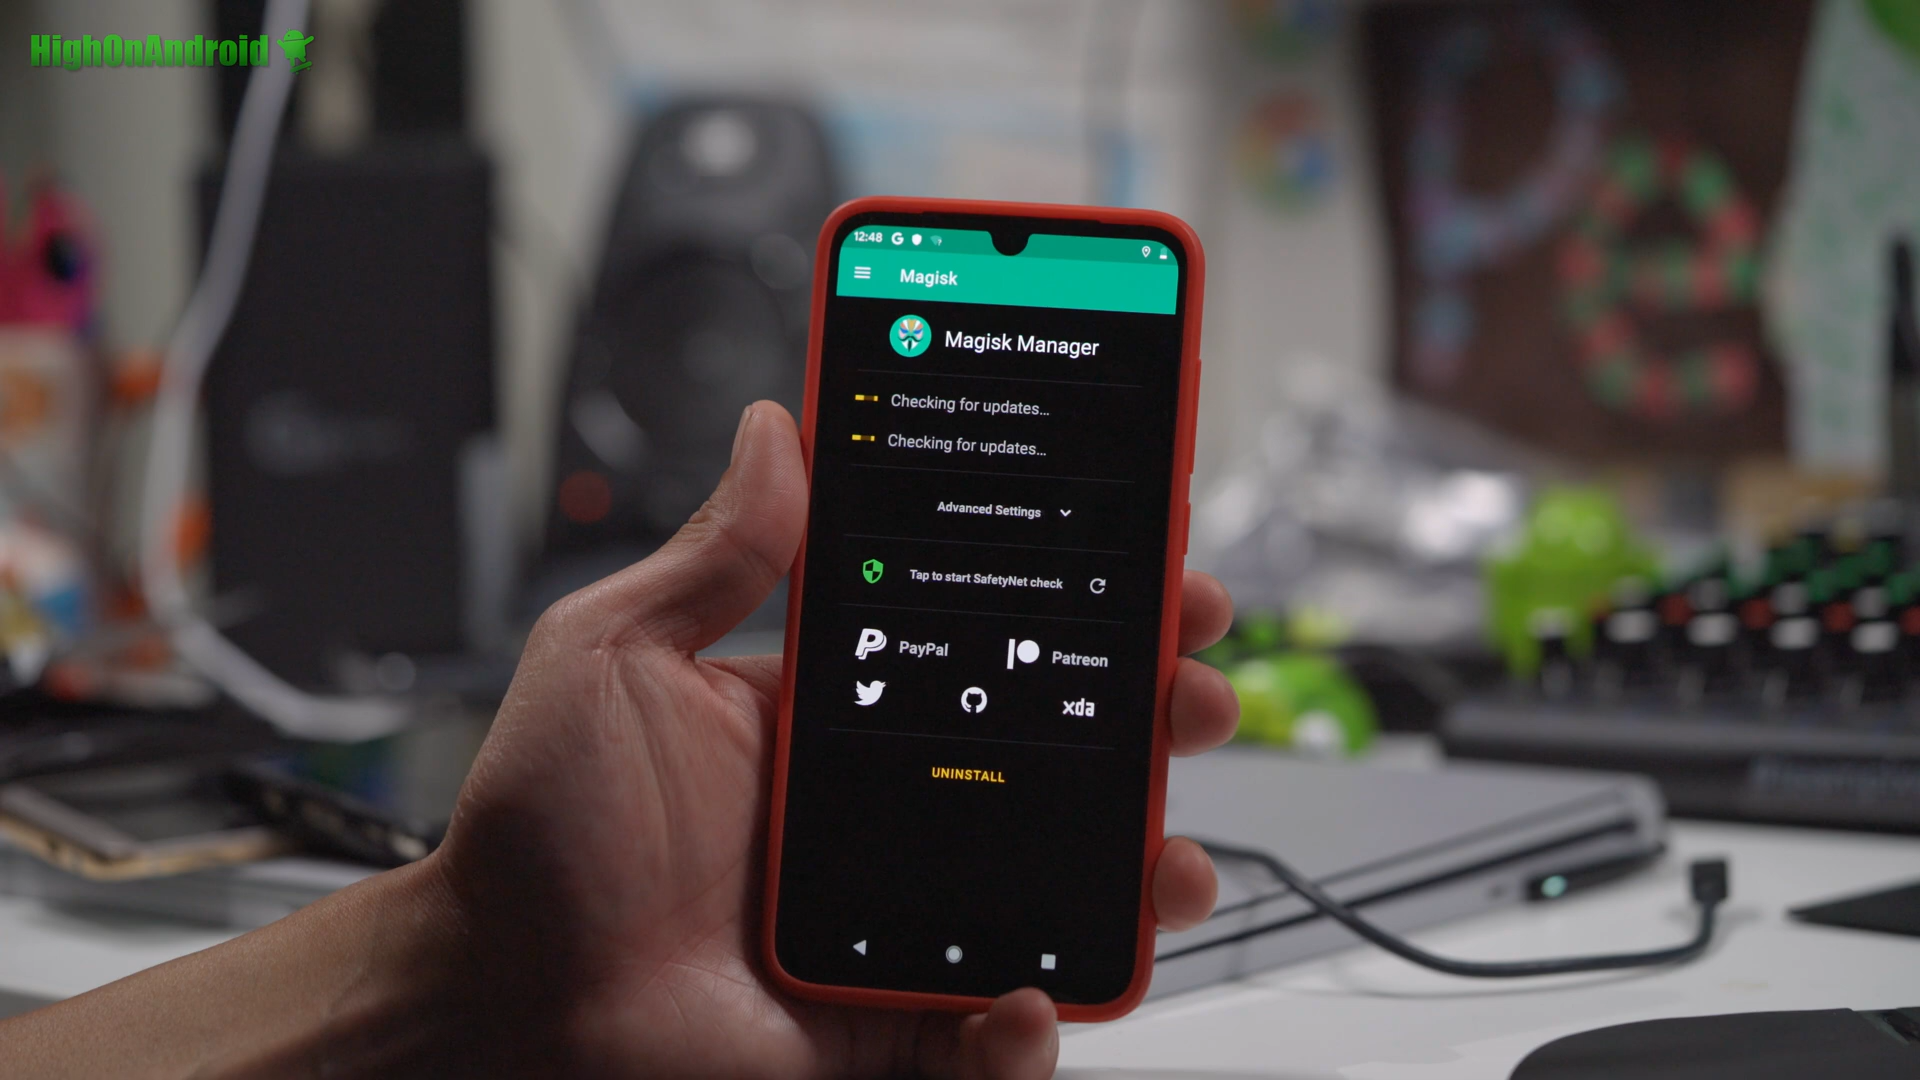 HighOnAndroid
12:48
Magisk
Magisk Manager
Checking for updates...
Checking for updates...
Advanced Settings
Tap to start SafetyNet check
PayPal
Patreon
xda
UNINSTALL